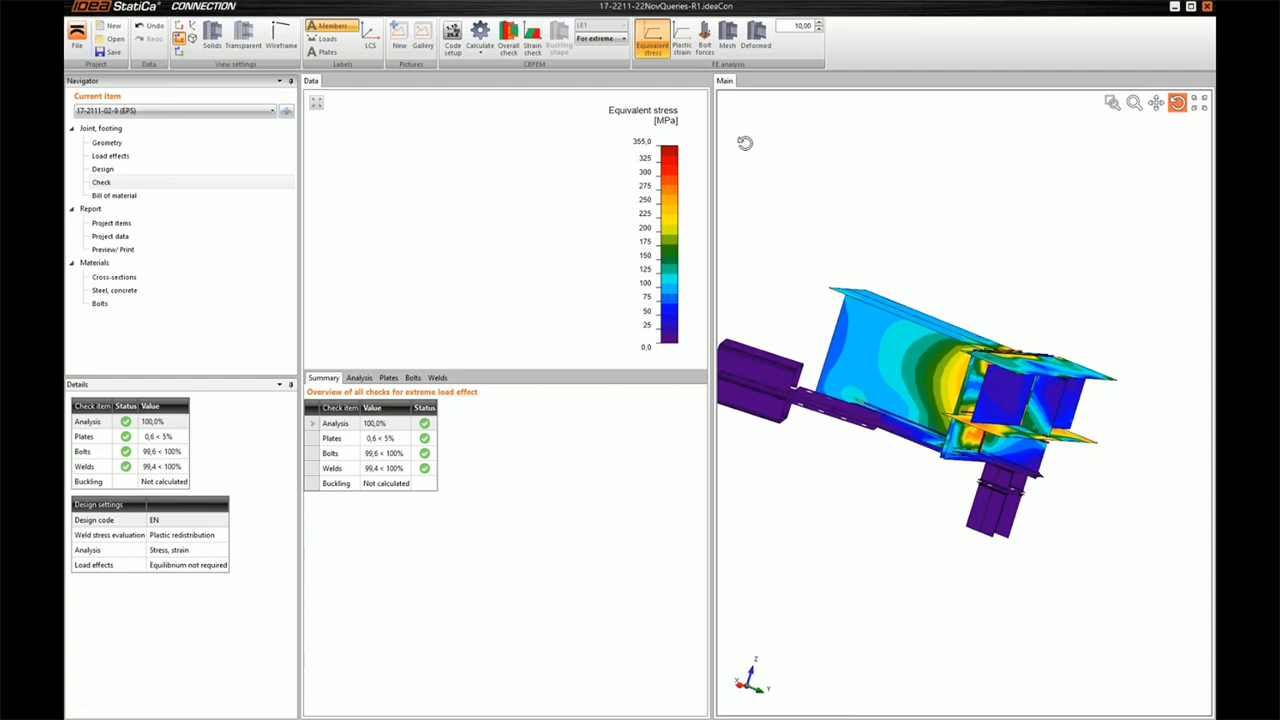 IDEA StatiCa® CONNECTION
17-2211-22NovQueries-R1.ideaCon
File
New
Open
Save
Project
Undo
Redo
Data
Solids
Transparent
Wireframe
View settings
Members
Loads
Plates
LCS
Labels
New
Gallery
Pictures
Code setup
Calculate
Overall check
Strain check
Buckling shape
LE1
For extreme
CBFEM
Equivalent stress
Plastic strain
Bolt forces
Mesh
Deformed
10,00
FE analysis
Navigator
Current item
17-2111-02-9 (EPS)
Joint, footing
Geometry
Load effects
Design
Check
Bill of material
Report
Project items
Project data
Preview/ Print
Materials
Cross-sections
Steel, concrete
Bolts
Details
Check item Status Value
Analysis 100,0%
Plates 0,6 < 5%
Bolts 99,6 < 100%
Welds 99,4 < 100%
Buckling Not calculated
Design settings
Design code EN
Weld stress evaluation Plastic redistribution
Analysis Stress, strain
Load effects Equilibrium not required
Data
Equivalent stress
[MPa]
355,0
325
300
275
250
225
200
175
150
125
100
75
50
25
0,0
Summary Analysis Plates Bolts Welds
Overview of all checks for extreme load effect
Check item Value Status
> Analysis 100,0%
Plates 0,6 < 5%
Bolts 99,6 < 100%
Welds 99,4 < 100%
Buckling Not calculated
Main
Z
X
Y